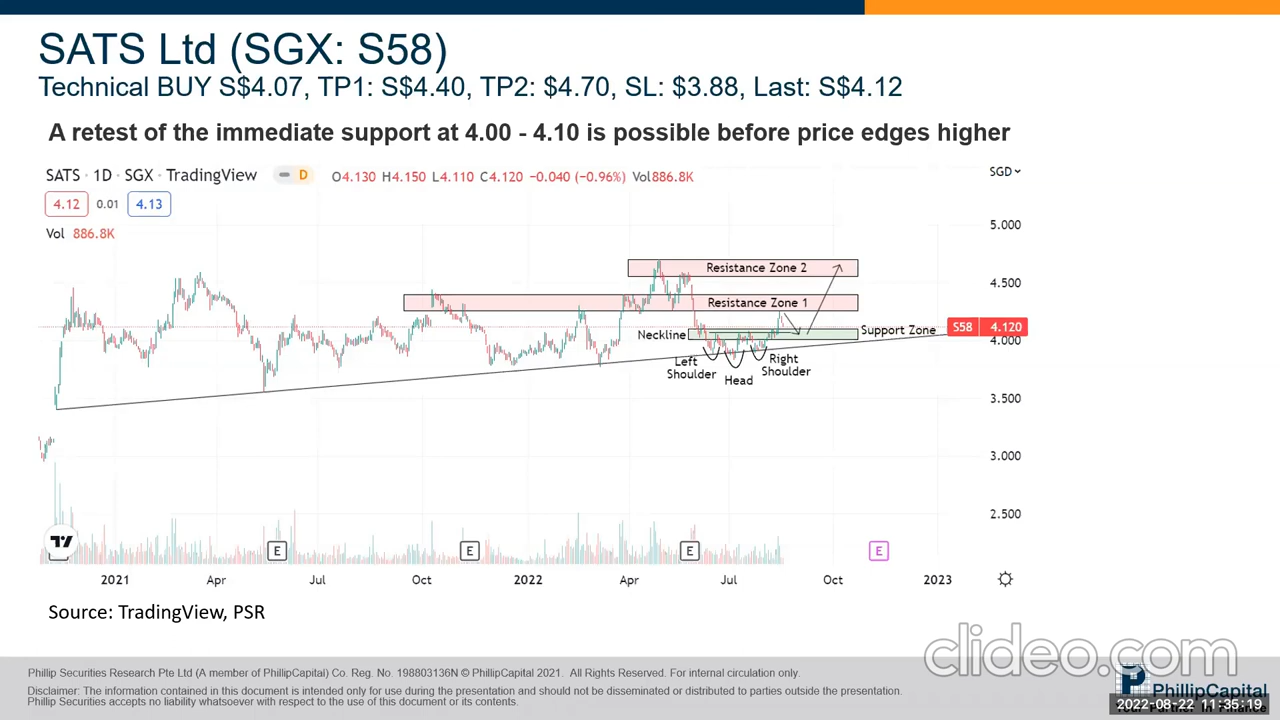 SATS Ltd (SGX: S58)
Technical BUY S$4.07, TP1: S$4.40, TP2: $4.70, SL: $3.88, Last: S$4.12
A retest of the immediate support at 4.00 - 4.10 is possible before price edges higher
SATS · 1D · SGX · TradingView D O4.130 H4.150 L4.110 C4.120 -0.040 (-0.96%) Vol886.8K
SGD
4.12 0.01 4.13
Vol 886.8K
5.000
4.500
4.000
3.500
3.000
2.500
Resistance Zone 2
Resistance Zone 1
Neckline
Support Zone
S58 4.120
Left
Shoulder
Head
Right
Shoulder
E E E E
2021 Apr Jul Oct 2022 Apr Jul Oct 2023
Source: TradingView, PSR
Phillip Securities Research Pte Ltd (A member of PhillipCapital) Co. Reg. No. 198803136N © PhillipCapital 2021. All Rights Reserved. For internal circulation only.
Disclaimer: The information contained in this document is intended only for use during the presentation and should not be disseminated or distributed to parties outside the presentation.
Phillip Securities accepts no liability whatsoever with respect to the use of this document or its contents.
clideo.com
PhillipCapital
Your Partner In Finance
2022-08-22 11:35:19